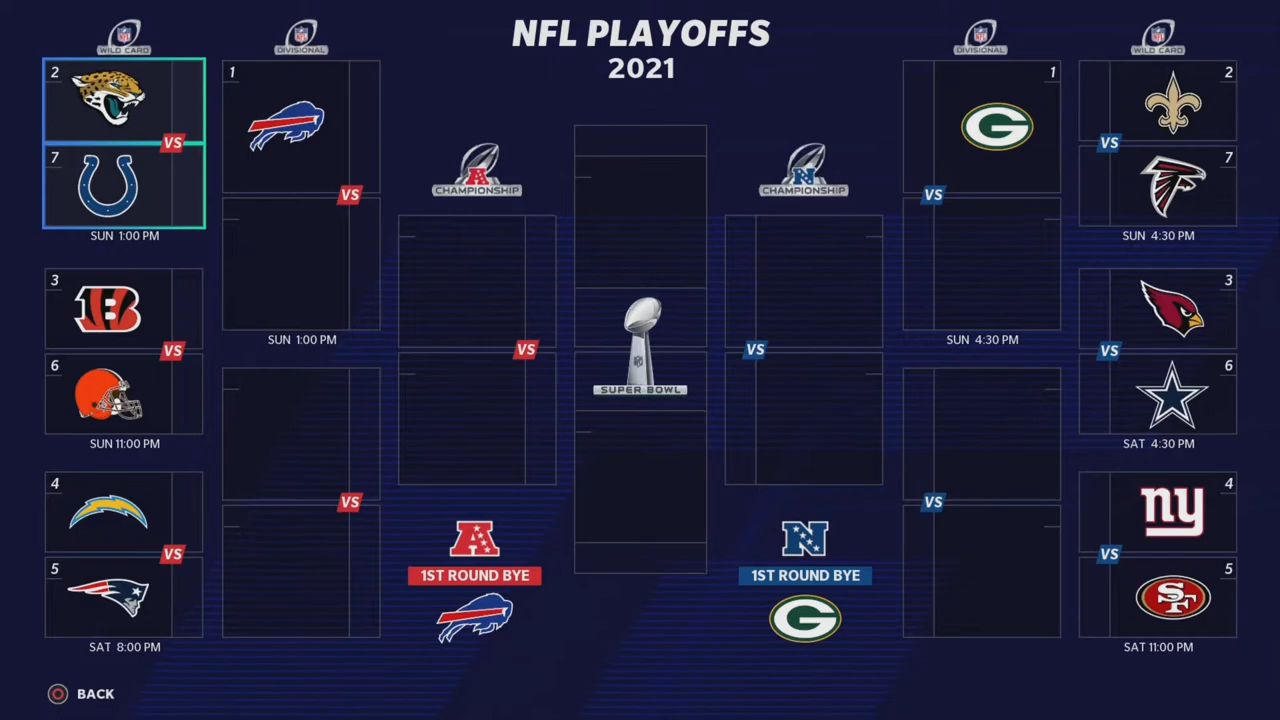 NFL PLAYOFFS
2021
WILD CARD
DIVISIONAL
DIVISIONAL
WILD CARD
2
VS
7
SUN 1:00 PM
3
VS
6
SUN 11:00 PM
4
VS
5
SAT 8:00 PM
1
VS
SUN 1:00 PM
VS
A
CHAMPIONSHIP
VS
SUPER BOWL
N
CHAMPIONSHIP
VS
A
1ST ROUND BYE
N
1ST ROUND BYE
G
1
G
VS
SUN 4:30 PM
VS
2
VS
7
SUN 4:30 PM
3
VS
6
SAT 4:30 PM
4
ny
VS
5
SF
SAT 11:00 PM
B
NFL
BACK